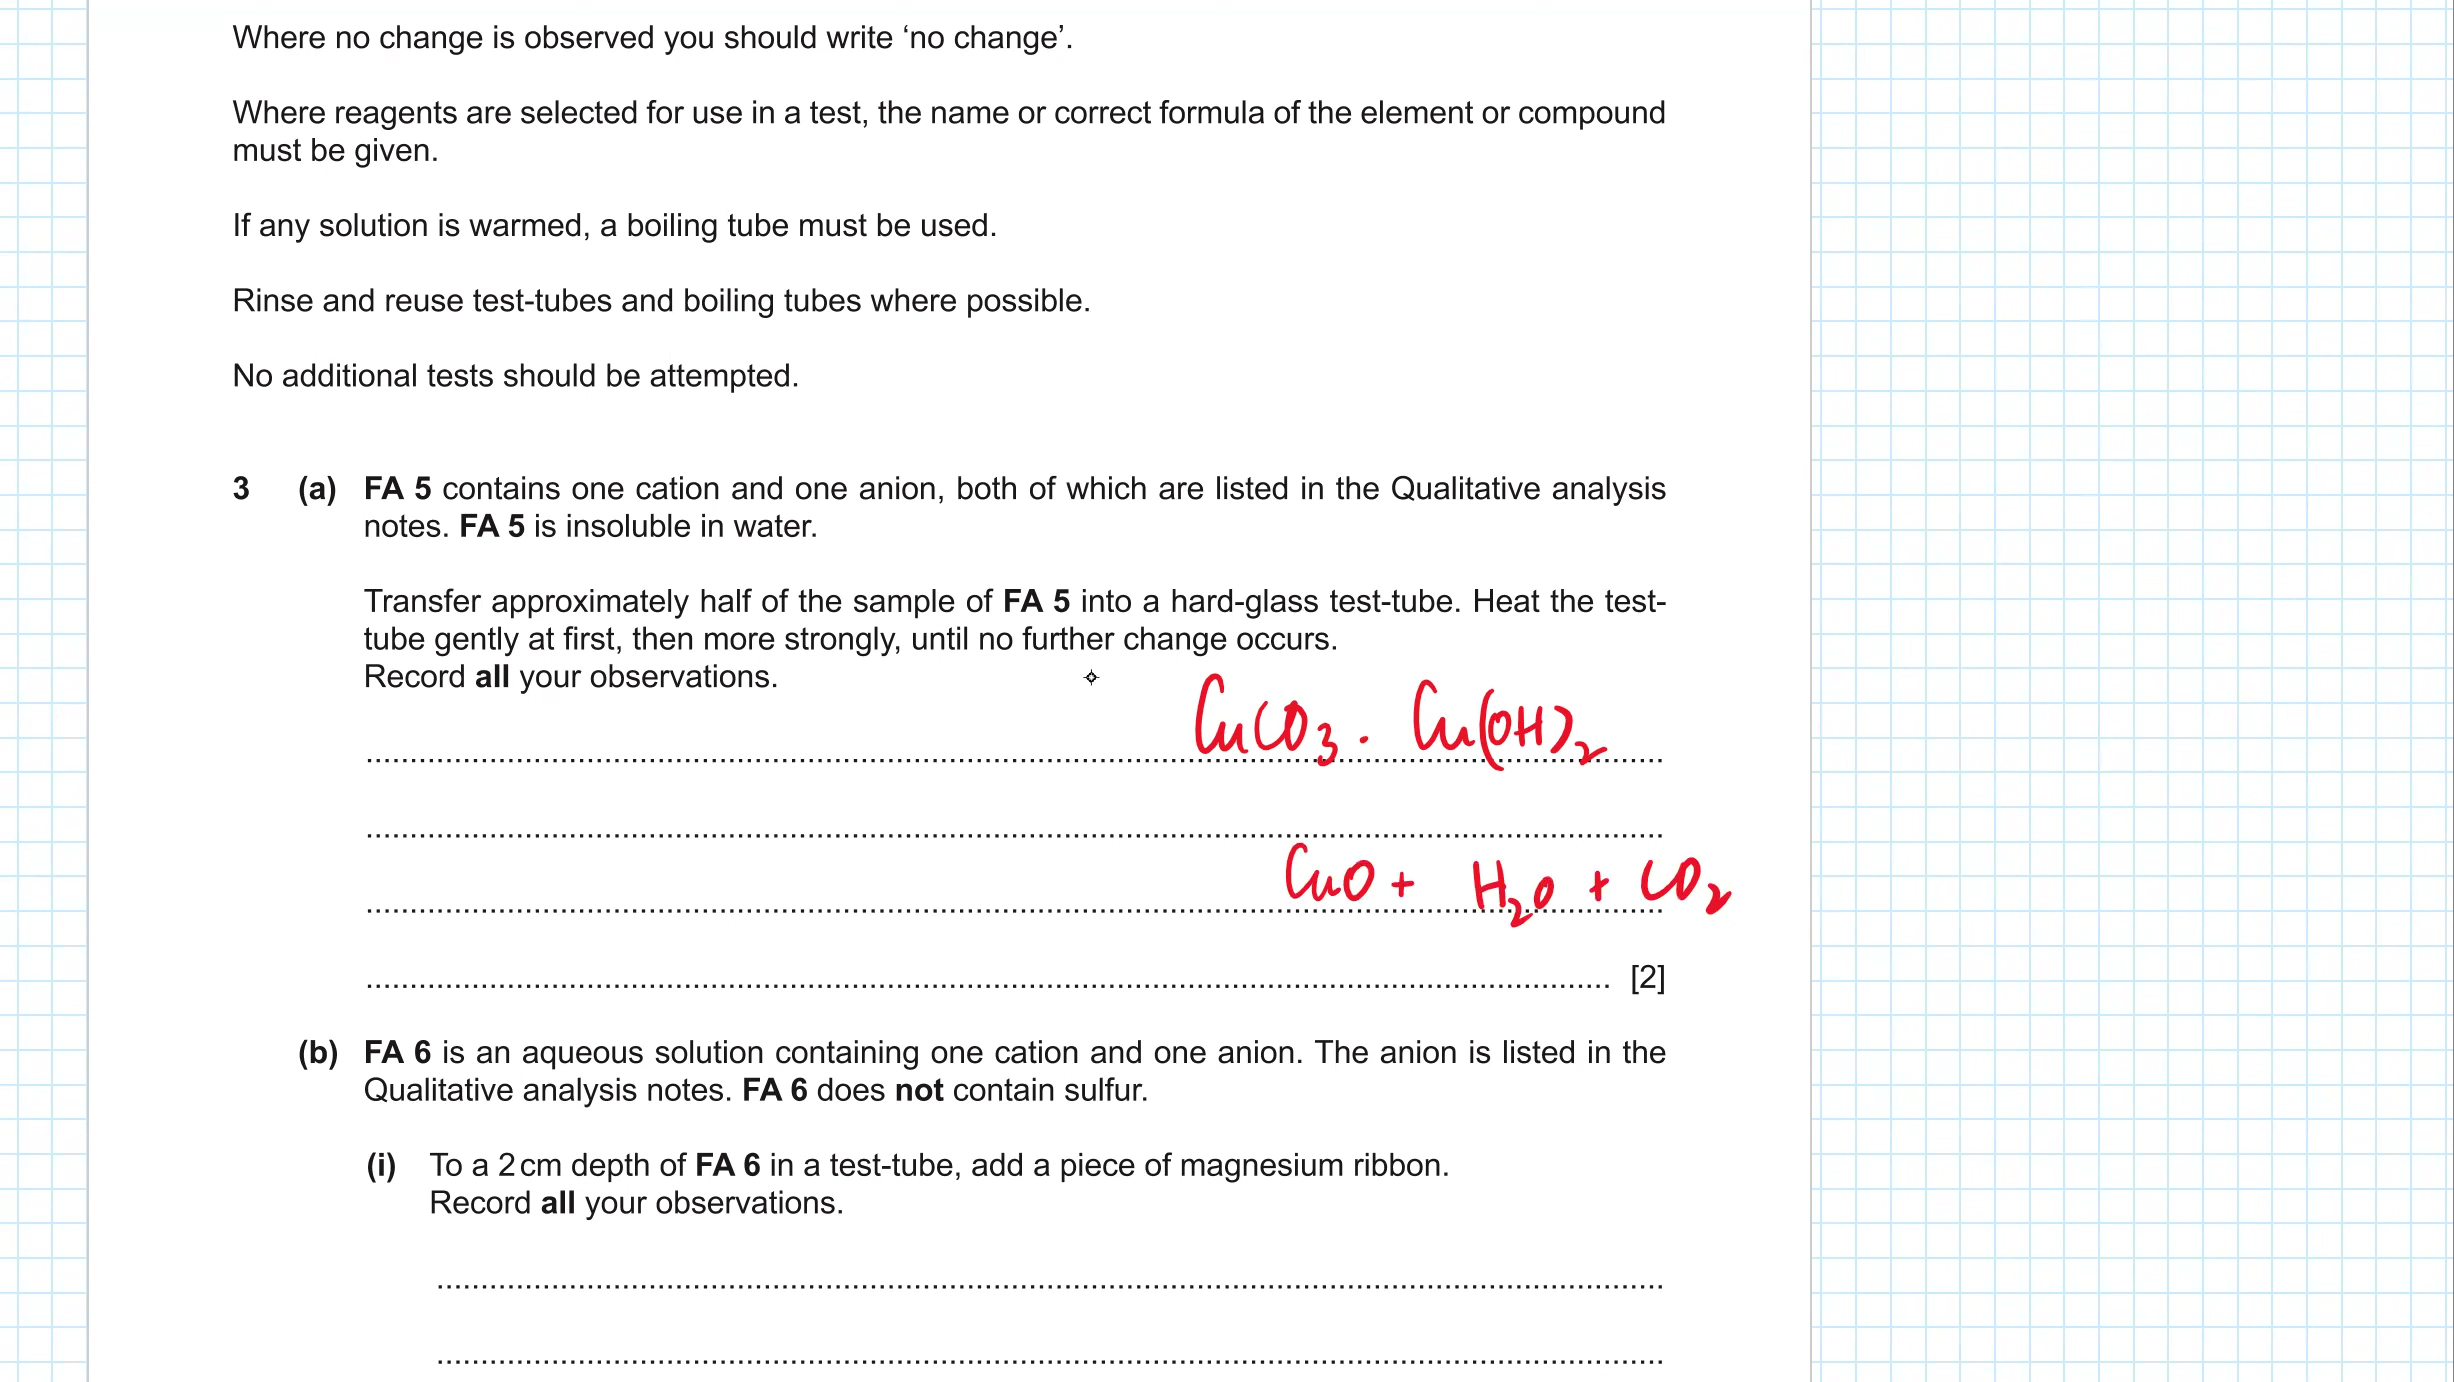 Where no change is observed you should write ‘no change’.
Where reagents are selected for use in a test, the name or correct formula of the element or compound
must be given.
If any solution is warmed, a boiling tube must be used.
Rinse and reuse test-tubes and boiling tubes where possible.
No additional tests should be attempted.
3 (a) FA 5 contains one cation and one anion, both of which are listed in the Qualitative analysis
notes. FA 5 is insoluble in water.
Transfer approximately half of the sample of FA 5 into a hard-glass test-tube. Heat the test-
tube gently at first, then more strongly, until no further change occurs.
Record all your observations.
CuCO3 . Cu(OH)2
CuO + H2O + CO2
[2]
(b) FA 6 is an aqueous solution containing one cation and one anion. The anion is listed in the
Qualitative analysis notes. FA 6 does not contain sulfur.
(i) To a 2 cm depth of FA 6 in a test-tube, add a piece of magnesium ribbon.
Record all your observations.